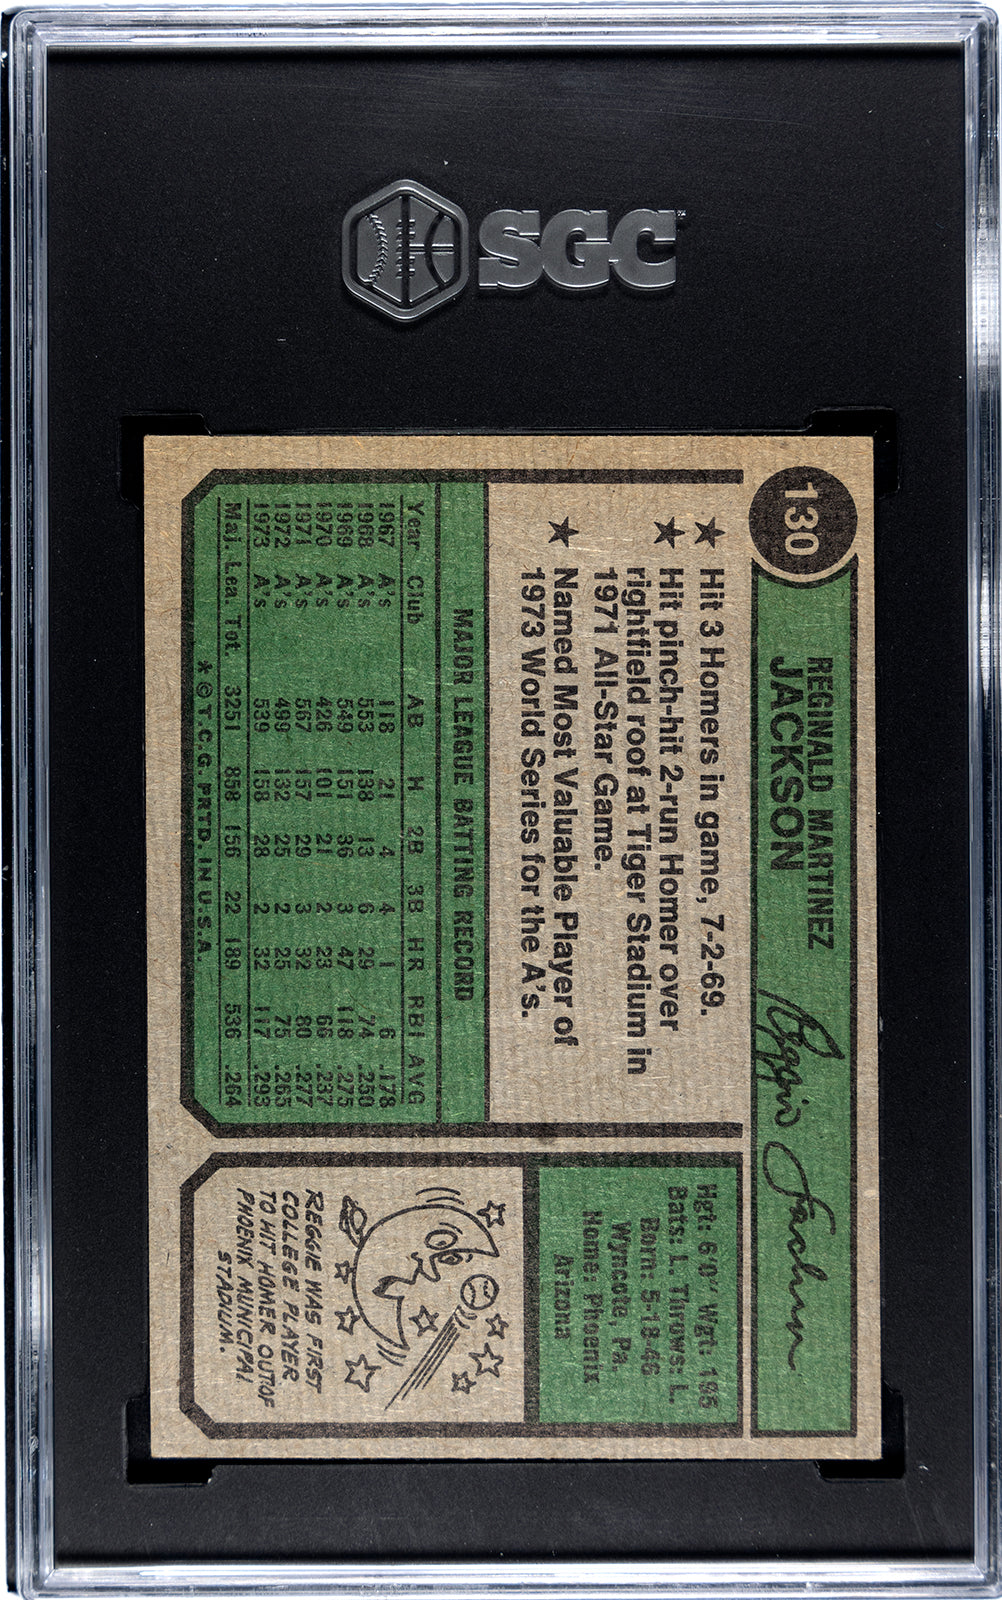 SGC
130
REGINALD MARTINEZ
JACKSON
Reggie Jackson
★ Hit 3 Homers in game, 7-2-69.
★ Hit pinch-hit 2-run Homer over
rightfield roof at Tiger Stadium in
1971 All-Star Game.
★ Named Most Valuable Player of
1973 World Series for the A's.
MAJOR LEAGUE BATTING RECORD
Year Club AB H 2B 3B HR RBI AVG
1967 A's 118 21 4 4 1 6 .178
1968 A's 553 138 13 6 29 74 .250
1969 A's 549 151 36 3 47 118 .275
1970 A's 426 101 21 2 23 66 .237
1971 A's 567 157 29 3 32 80 .277
1972 A's 499 132 25 2 25 75 .265
1973 A's 539 158 28 2 32 117 .293
Maj. Lea. Tot. 3251 858 156 22 189 536 .264
* © T.C.G. PRTD. IN U.S.A.
Hgt: 6'0" Wgt: 195
Bats: L. Throws: L.
Born: 5-18-46
Wyncote, Pa.
Home: Phoenix
Arizona
REGGIE WAS FIRST
COLLEGE PLAYER
TO HIT HOMER OUT OF
PHOENIX MUNICIPAL
STADIUM.